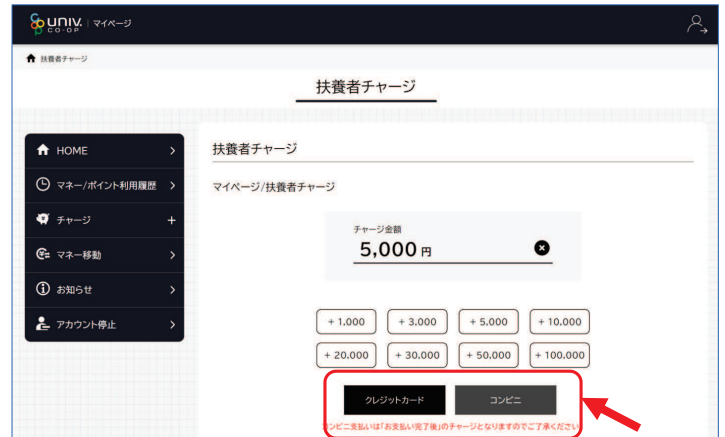 UNIV. CO-OP | マイページ
扶養者チャージ
扶養者チャージ
HOME
マネー/ポイント利用履歴
チャージ +
マネー移動
お知らせ
アカウント停止
扶養者チャージ
マイページ/扶養者チャージ
チャージ金額
5,000 円
+ 1,000 + 3,000 + 5,000 + 10,000
+ 20,000 + 30,000 + 50,000 + 100,000
クレジットカード コンビニ
コンビニ支払いは「お支払い完了後」のチャージとなりますのでご了承ください